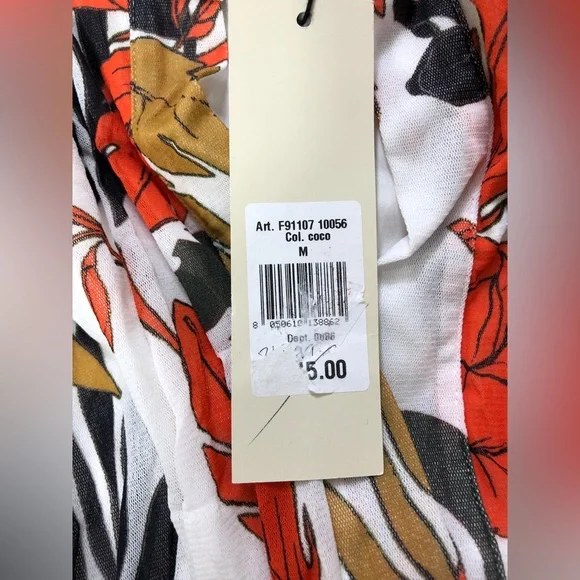 Art. F91107 10056
Col. coco
M
8 050610 138862
Dept.
5.00